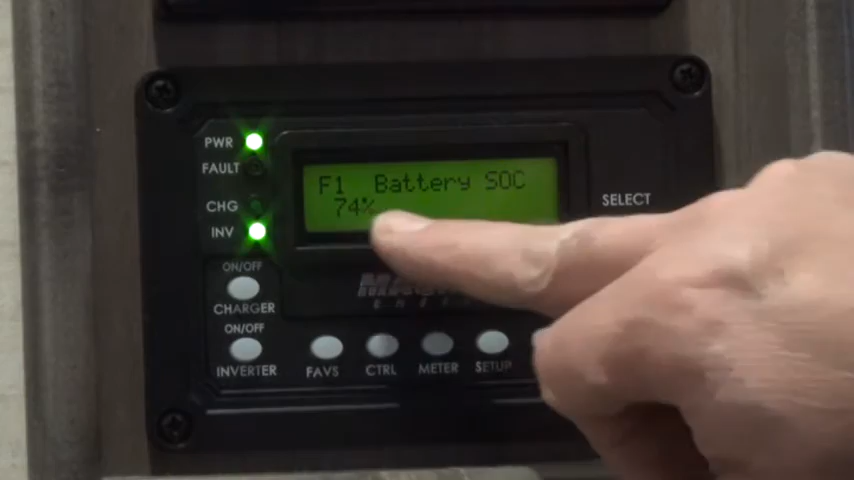 PWR
FAULT
CHG
INV
F1 Battery SOC
74%
SELECT
ON/OFF
CHARGER
ON/OFF
INVERTER
FAVS
CTRL
METER
SETUP